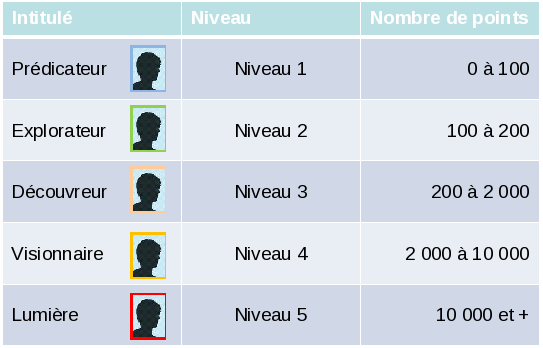 Intitulé Niveau Nombre de points
Prédicateur Niveau 1 0 à 100
Explorateur Niveau 2 100 à 200
Découvreur Niveau 3 200 à 2 000
Visionnaire Niveau 4 2 000 à 10 000
Lumière Niveau 5 10 000 et +